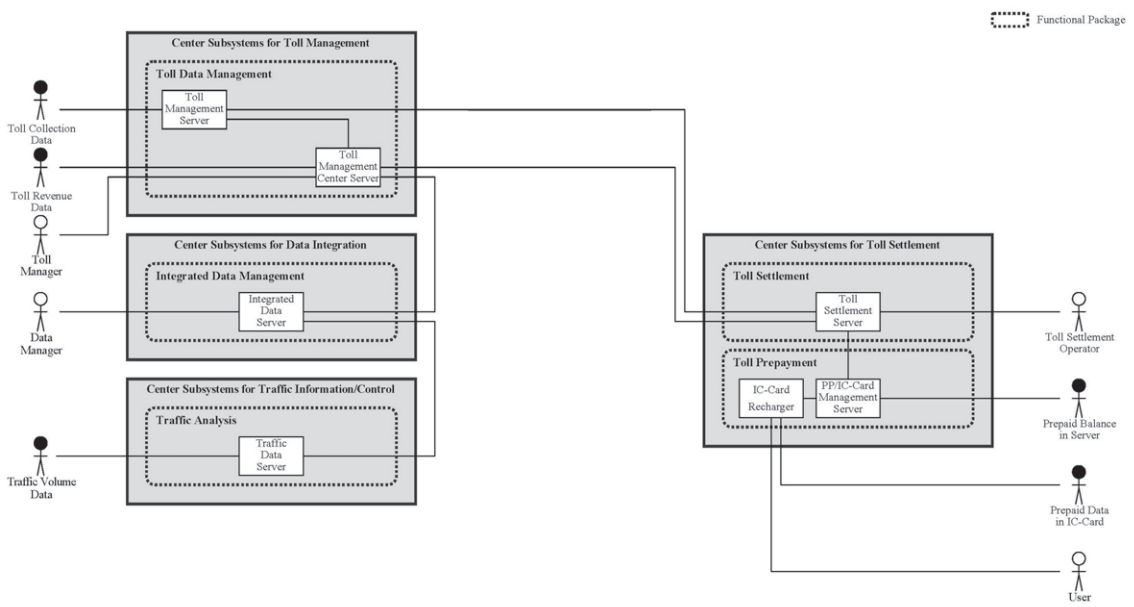 Functional Package
Center Subsystems for Toll Management
Toll Data Management
Toll
Management
Server
Toll
Management
Center Server
Toll Collection
Data
Toll Revenue
Data
Toll
Manager
Center Subsystems for Data Integration
Integrated Data Management
Integrated
Data
Server
Data
Manager
Center Subsystems for Traffic Information/Control
Traffic Analysis
Traffic
Data
Server
Traffic Volume
Data
Center Subsystems for Toll Settlement
Toll Settlement
Toll
Settlement
Server
Toll Settlement
Operator
Toll Prepayment
IC-Card
Recharger
PP/IC-Card
Management
Server
Prepaid Balance
in Server
Prepaid Data
in IC-Card
User